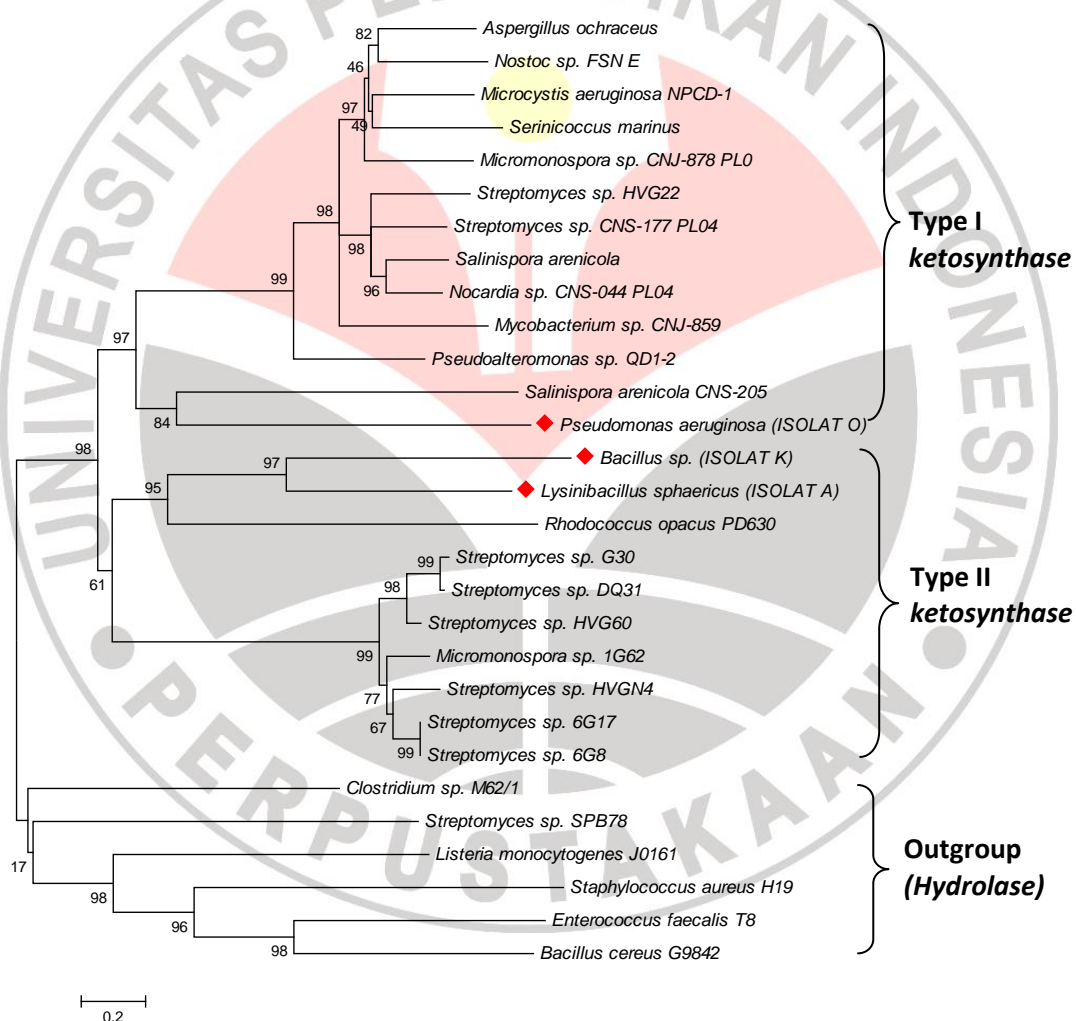 UNIVERSITAS PENDIDIKAN INDONESIA
PERPUSTAKAAN
Aspergillus ochraceus
Nostoc sp. FSN E
Microcystis aeruginosa NPCD-1
Serinicoccus marinus
Micromonospora sp. CNJ-878 PL0
Streptomyces sp. HVG22
Streptomyces sp. CNS-177 PL04
Salinispora arenicola
Nocardia sp. CNS-044 PL04
Mycobacterium sp. CNJ-859
Pseudoalteromonas sp. QD1-2
Salinispora arenicola CNS-205
Pseudomonas aeruginosa (ISOLAT O)
Type I
ketosynthase
Bacillus sp. (ISOLAT K)
Lysinibacillus sphaericus (ISOLAT A)
Rhodococcus opacus PD630
Streptomyces sp. G30
Streptomyces sp. DQ31
Streptomyces sp. HVG60
Micromonospora sp. 1G62
Streptomyces sp. HVGN4
Streptomyces sp. 6G17
Streptomyces sp. 6G8
Type II
ketosynthase
Clostridium sp. M62/1
Streptomyces sp. SPB78
Listeria monocytogenes J0161
Staphylococcus aureus H19
Enterococcus faecalis T8
Bacillus cereus G9842
Outgroup
(Hydrolase)
82
46
97
49
98
98
96
99
97
84
98
97
95
61
99
98
99
77
67
99
17
98
96
98
0.2